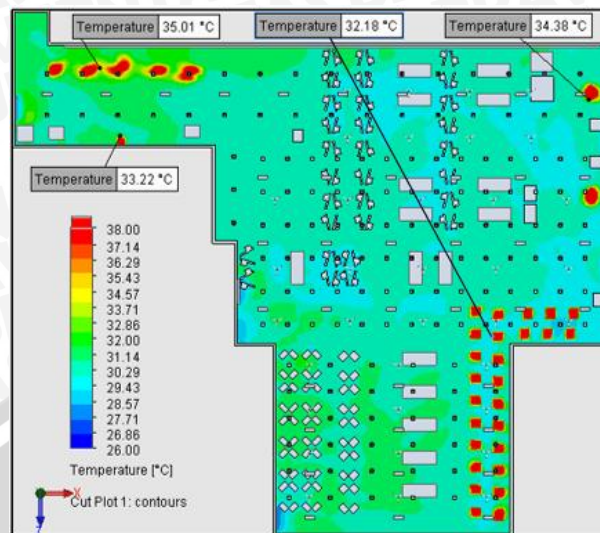 Temperature 35.01 °C
Temperature 32.18 °C
Temperature 34.38 °C
Temperature 33.22 °C
38.00
37.14
36.29
35.43
34.57
33.71
32.86
32.00
31.14
30.29
29.43
28.57
27.71
26.86
26.00
Temperature [°C]
X
Cut Plot 1: contours